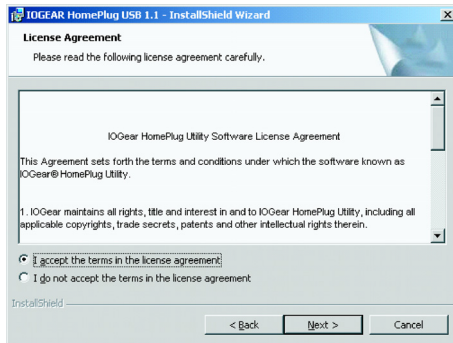 IOGEAR HomePlug USB 1.1 - InstallShield Wizard
License Agreement
Please read the following license agreement carefully.
IOGear HomePlug Utility Software License Agreement
This Agreement sets forth the terms and conditions under which the software known as
IOGear® HomePlug Utility.
1. IOGear maintains all rights, title and interest in and to IOGear HomePlug Utility, including all
applicable copyrights, trade secrets, patents and other intellectual rights therein.
I accept the terms in the license agreement
I do not accept the terms in the license agreement
InstallShield
< Back Next > Cancel